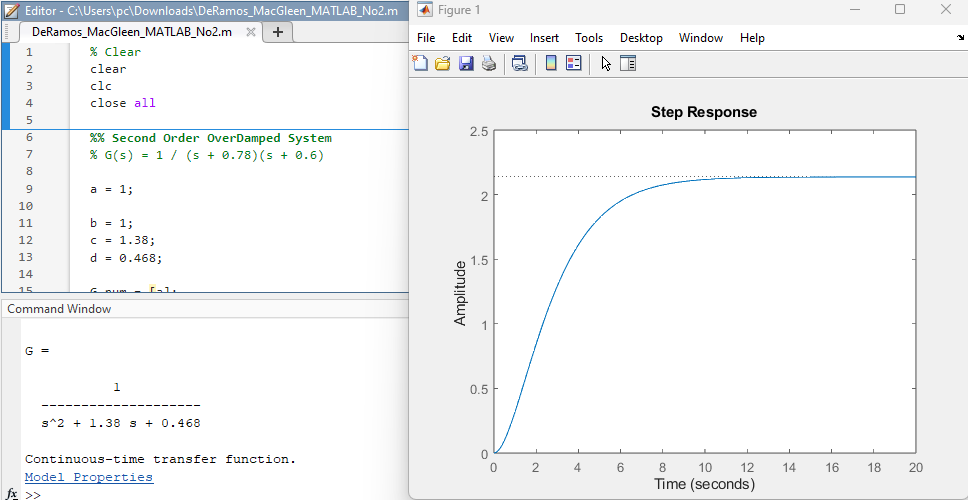 Editor - C:\Users\pc\Downloads\DeRamos_MacGleen_MATLAB_No2.m
DeRamos_MacGleen_MATLAB_No2.m
1 % Clear
2 clear
3 clc
4 close all
5
6 %% Second Order OverDamped System
7 % G(s) = 1 / (s + 0.78)(s + 0.6)
8
9 a = 1;
10
11 b = 1;
12 c = 1.38;
13 d = 0.468;
14
15 G_num = [a];
Command Window
G =
1
--------------------
s^2 + 1.38 s + 0.468
Continuous-time transfer function.
Model Properties
fx >>
Figure 1
File Edit View Insert Tools Desktop Window Help
Step Response
Amplitude
2.5
2
1.5
1
0.5
0
0 2 4 6 8 10 12 14 16 18 20
Time (seconds)